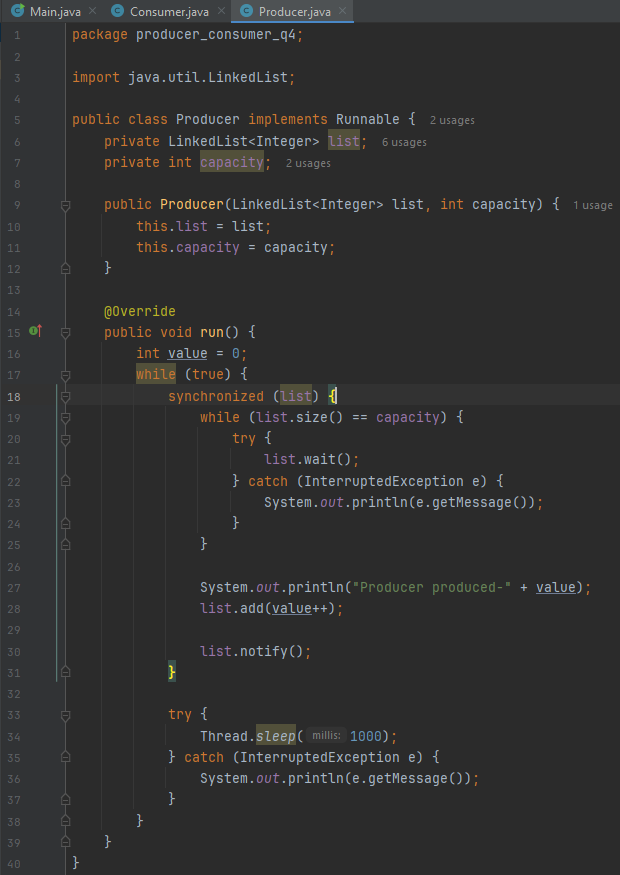 Main.java Consumer.java Producer.java
1 package producer_consumer_q4;
2
3 import java.util.LinkedList;
4
5 public class Producer implements Runnable { 2 usages
6 private LinkedList<Integer> list; 6 usages
7 private int capacity; 2 usages
8
9 public Producer(LinkedList<Integer> list, int capacity) { 1 usage
10 this.list = list;
11 this.capacity = capacity;
12 }
13
14 @Override
15 public void run() {
16 int value = 0;
17 while (true) {
18 synchronized (list) {
19 while (list.size() == capacity) {
20 try {
21 list.wait();
22 } catch (InterruptedException e) {
23 System.out.println(e.getMessage());
24 }
25 }
26
27 System.out.println("Producer produced-" + value);
28 list.add(value++);
29
30 list.notify();
31 }
32
33 try {
34 Thread.sleep( millis: 1000);
35 } catch (InterruptedException e) {
36 System.out.println(e.getMessage());
37 }
38 }
39 }
40 }